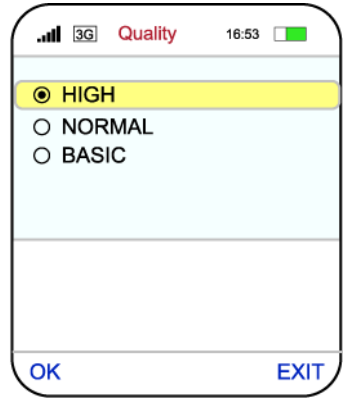 3G Quality 16:53
HIGH
NORMAL
BASIC
OK EXIT